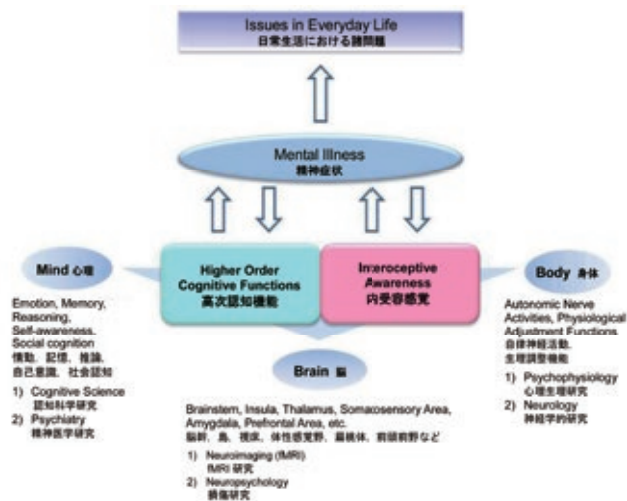 Issues in Everyday Life
日常生活における諸問題
Mental Illness
精神症状
Mind 心理
Higher Order
Cognitive Functions
高次認知機能
Interoceptive
Awareness
内受容感覚
Body 身体
Emotion, Memory,
Reasoning,
Self-awareness.
Social cognition
情動、記憶、推論、
自己意識、社会認知
1) Cognitive Science
認知科学研究
2) Psychiatry
精神医学研究
Brain 脳
Brainstem, Insula, Thalamus, Somatosensory Area,
Amygdala, Prefrontal Area, etc.
脳幹、島、視床、体性感覚野、扁桃体、前頭前野など
1) Neuroimaging (fMRI)
fMRI 研究
2) Neuropsychology
損傷研究
Autonomic Nerve
Activities, Physiological
Adjustment Functions
自律神経活動、
生理調整機能
1) Psychophysiology
心理生理研究
2) Neurology
神経学的研究